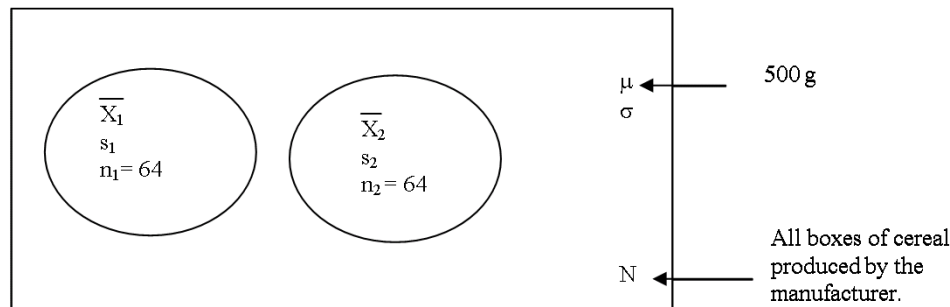 X̅₁
s₁
n₁= 64
X̅₂
s₂
n₂= 64
μ
σ
500 g
N
All boxes of cereal
produced by the
manufacturer.